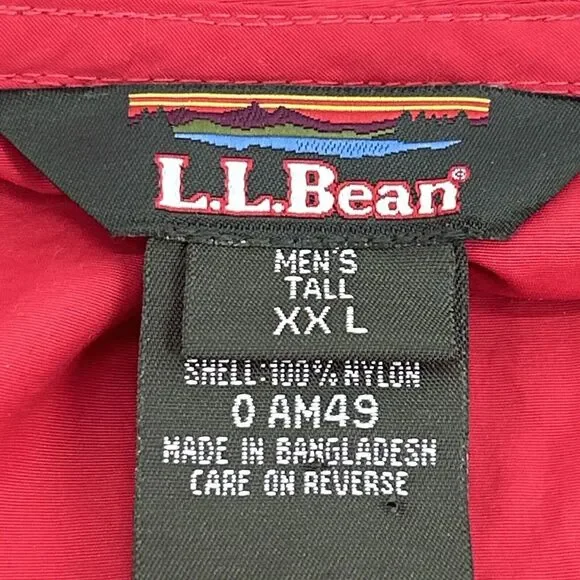 L.L.Bean®
MEN'S
TALL
XX L
SHELL:100% NYLON
0 AM49
MADE IN BANGLADESH
CARE ON REVERSE